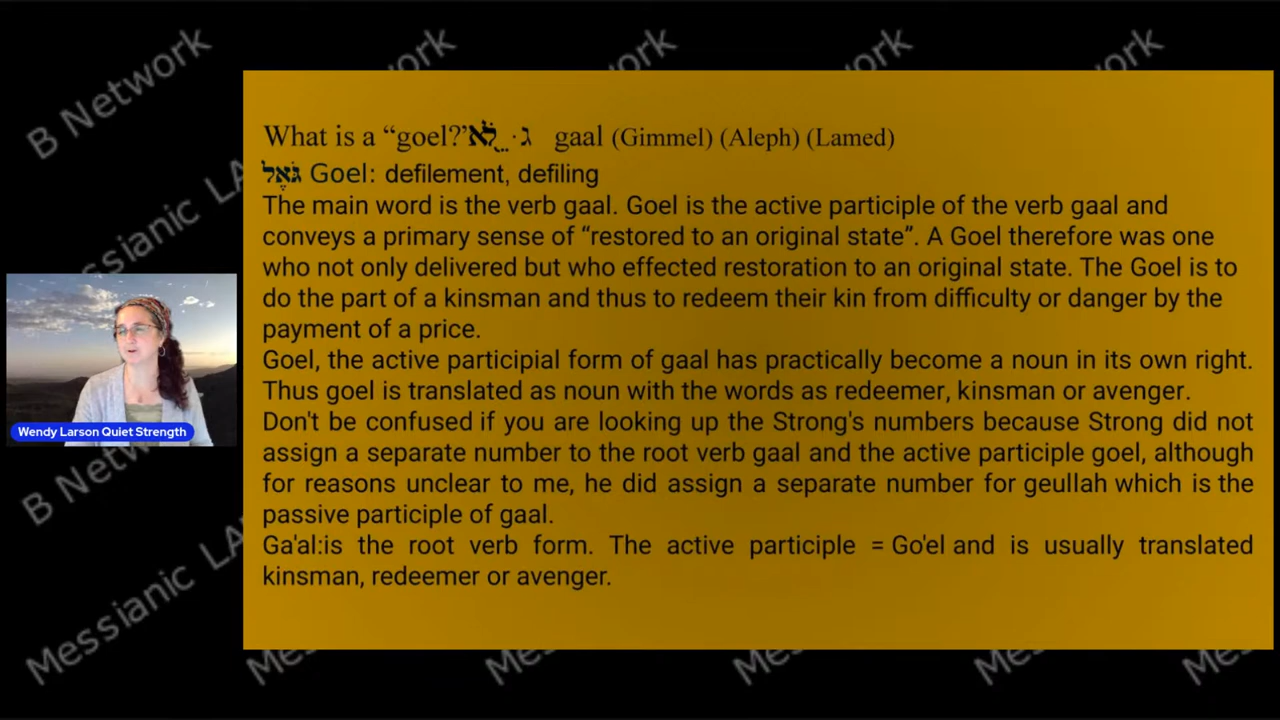 What is a “goel?” גֹּאֵל gaal (Gimmel) (Aleph) (Lamed)
גֹּאֶל Goel: defilement, defiling
The main word is the verb gaal. Goel is the active participle of the verb gaal and
conveys a primary sense of “restored to an original state”. A Goel therefore was one
who not only delivered but who effected restoration to an original state. The Goel is to
do the part of a kinsman and thus to redeem their kin from difficulty or danger by the
payment of a price.
Goel, the active participial form of gaal has practically become a noun in its own right.
Thus goel is translated as noun with the words as redeemer, kinsman or avenger.
Don't be confused if you are looking up the Strong's numbers because Strong did not
assign a separate number to the root verb gaal and the active participle goel, although
for reasons unclear to me, he did assign a separate number for geullah which is the
passive participle of gaal.
Ga'al:is the root verb form. The active participle = Go'el and is usually translated
kinsman, redeemer or avenger.
Wendy Larson Quiet Strength
B Network
Messianic LA
B Network
Messianic LA